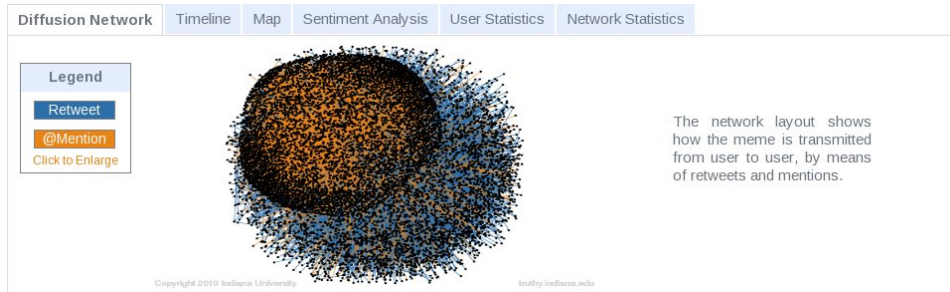 Diffusion Network Timeline Map Sentiment Analysis User Statistics Network Statistics
Legend
Retweet
@Mention
Click to Enlarge
The network layout shows
how the meme is transmitted
from user to user, by means
of retweets and mentions.
Copyright 2010 Indiana University
truthy.indiana.edu